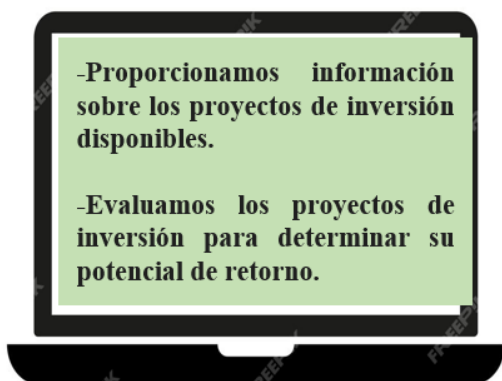 -Proporcionamos información
sobre los proyectos de inversión
disponibles.
-Evaluamos los proyectos de
inversión para determinar su
potencial de retorno.